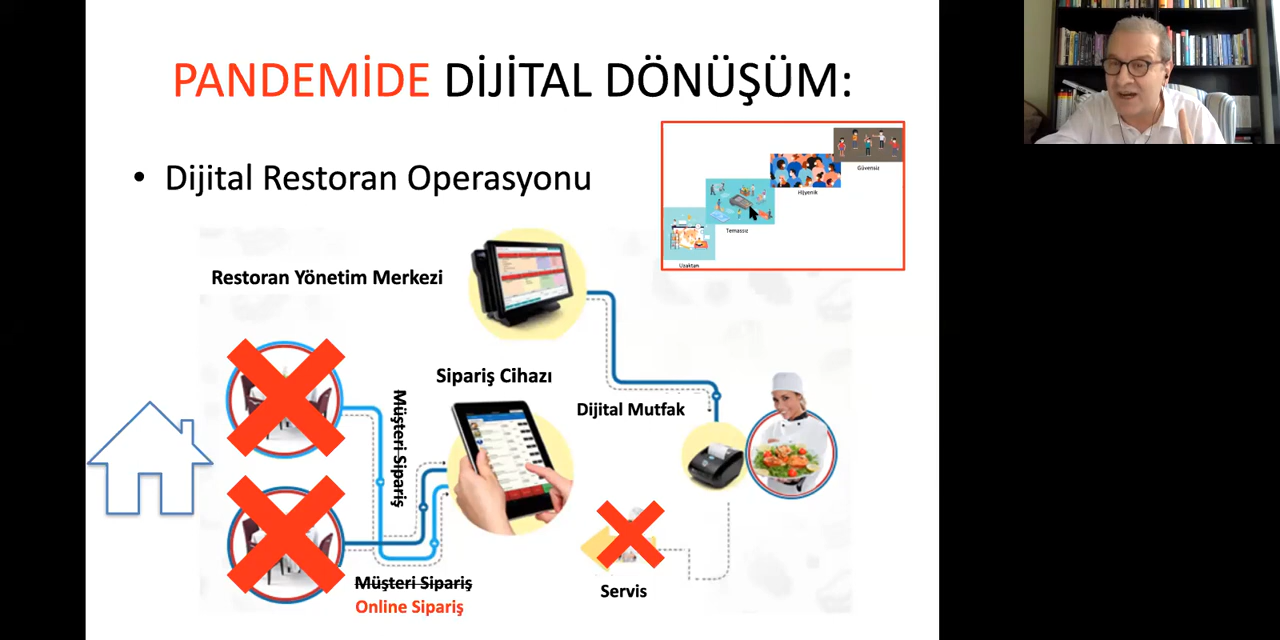 PANDEMİDE DİJİTAL DÖNÜŞÜM:
• Dijital Restoran Operasyonu
Güvensiz
Hijyenik
Temassız
Uzaktan
Restoran Yönetim Merkezi
Sipariş Cihazı
Müşteri Sipariş
Dijital Mutfak
Servis
Müşteri Sipariş
Online Sipariş